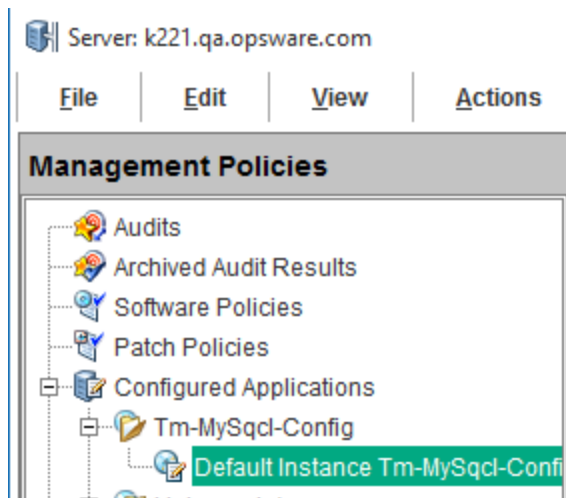 Server: k221.qa.opsware.com
File Edit View Actions
Management Policies
Audits
Archived Audit Results
Software Policies
Patch Policies
Configured Applications
Tm-MySqcl-Config
Default Instance Tm-MySqcl-Confi